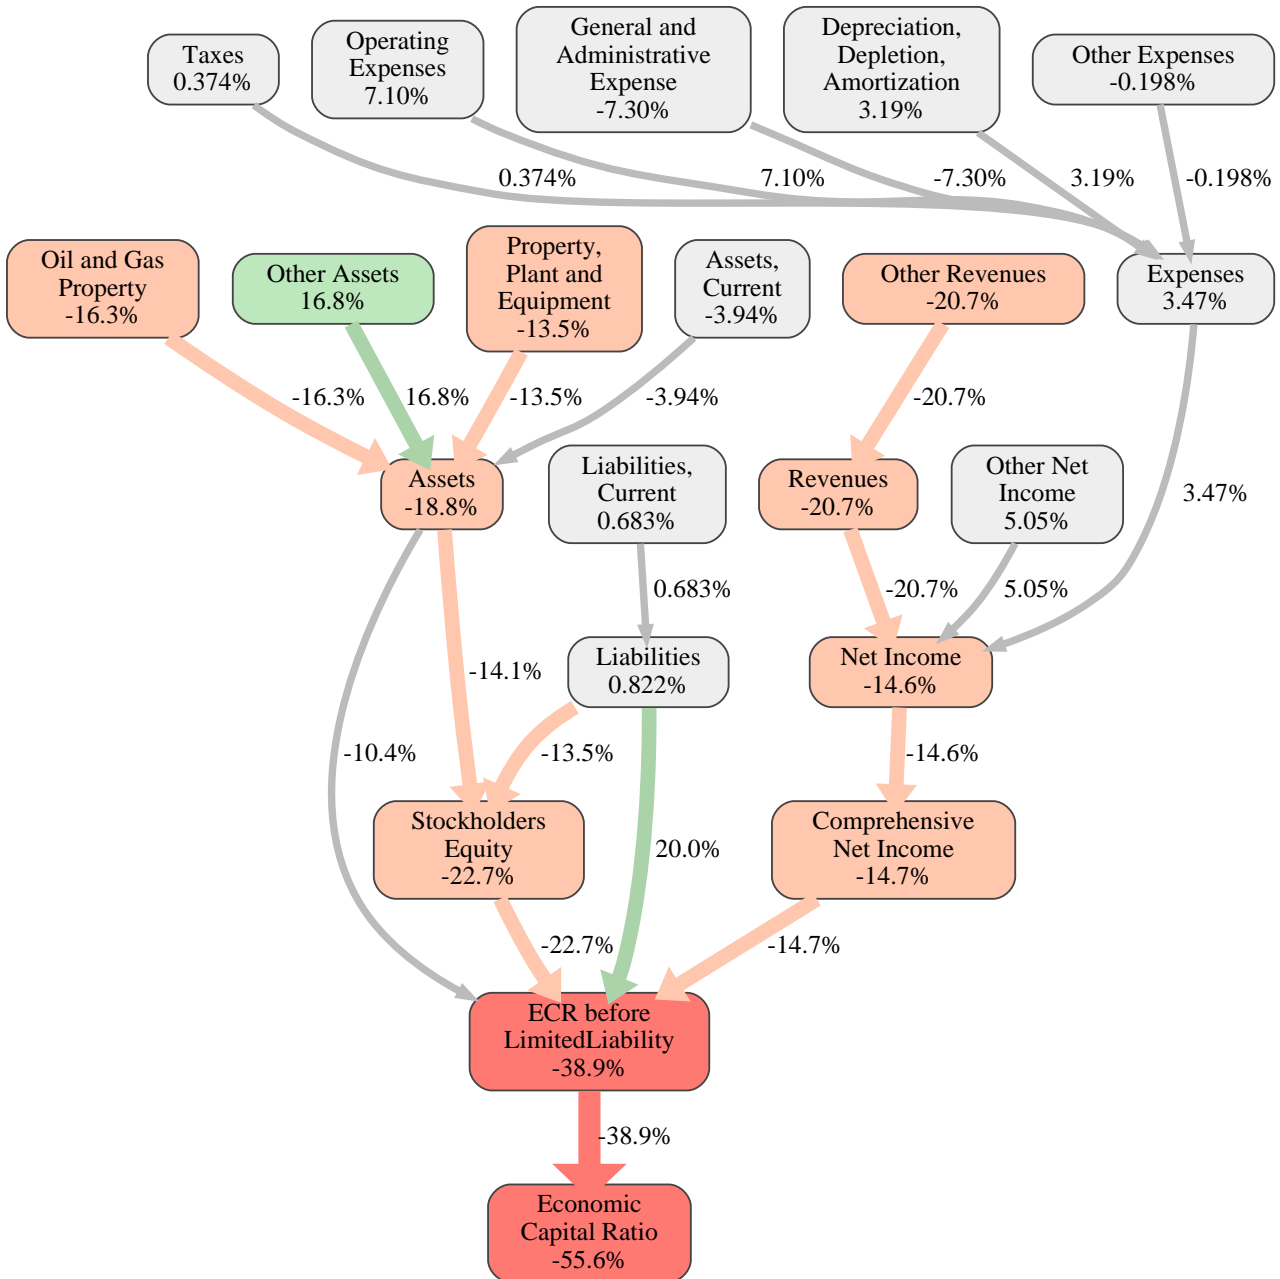 Taxes
0.374%
Operating
Expenses
7.10%
General and
Administrative
Expense
-7.30%
Depreciation,
Depletion,
Amortization
3.19%
Other Expenses
-0.198%
0.374%
7.10%
-7.30%
3.19%
-0.198%
Oil and Gas
Property
-16.3%
Other Assets
16.8%
Property,
Plant and
Equipment
-13.5%
Assets,
Current
-3.94%
Other Revenues
-20.7%
Expenses
3.47%
-16.3%
16.8%
-13.5%
-3.94%
-20.7%
Assets
-18.8%
Liabilities,
Current
0.683%
Revenues
-20.7%
Other Net
Income
5.05%
3.47%
0.683%
-20.7%
5.05%
-14.1%
Liabilities
0.822%
Net Income
-14.6%
-10.4%
-13.5%
-14.6%
Stockholders
Equity
-22.7%
20.0%
Comprehensive
Net Income
-14.7%
-22.7%
-14.7%
ECR before
LimitedLiability
-38.9%
-38.9%
Economic
Capital Ratio
-55.6%